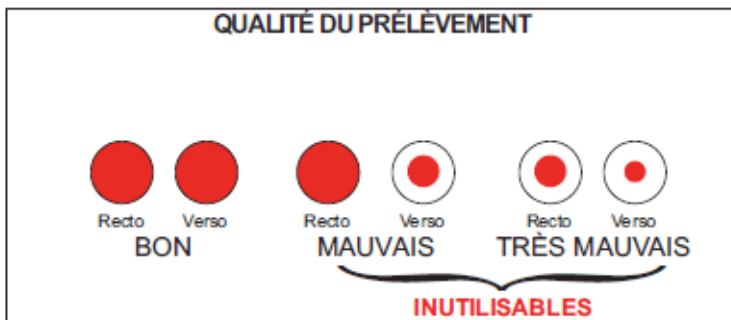 QUALITÉ DU PRÉLÈVEMENT
Recto Verso Recto Verso Recto Verso
BON MAUVAIS TRÈS MAUVAIS
INUTILISABLES